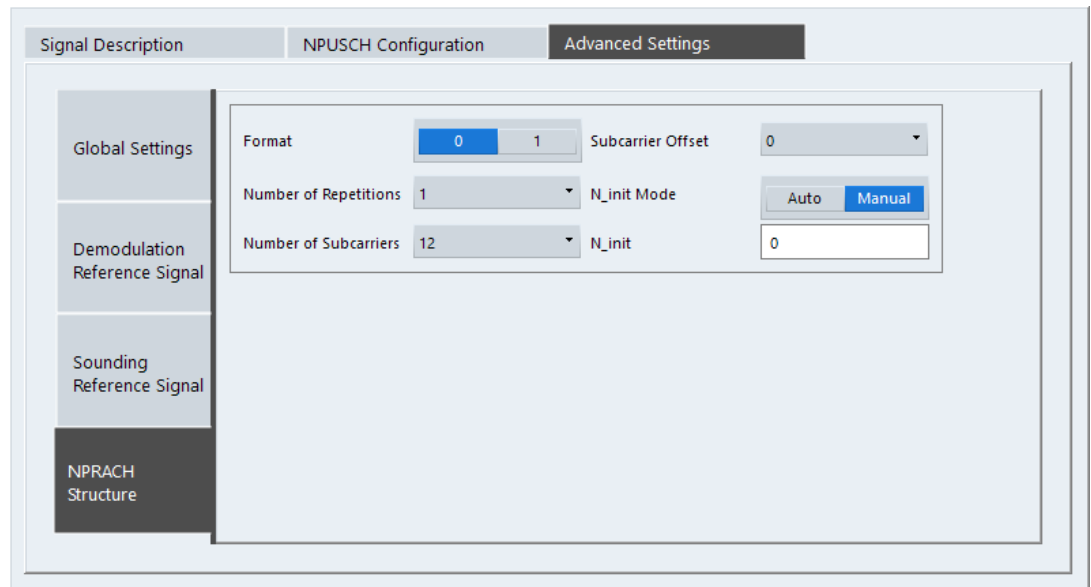 Signal Description NPUSCH Configuration Advanced Settings
Global Settings
Demodulation
Reference Signal
Sounding
Reference Signal
NPRACH
Structure
Format 0 1 Subcarrier Offset 0
Number of Repetitions 1 N_init Mode Auto Manual
Number of Subcarriers 12 N_init 0